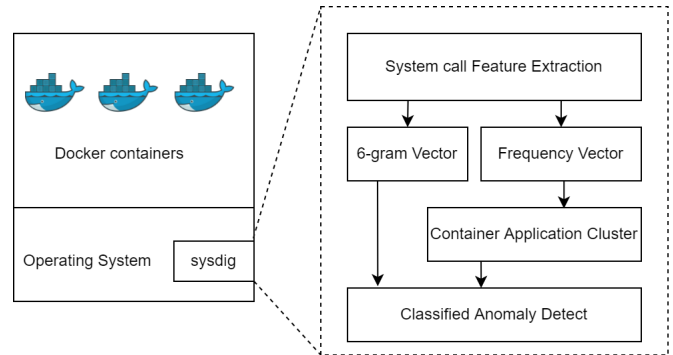 Docker containers
Operating System
sysdig
System call Feature Extraction
6-gram Vector
Frequency Vector
Container Application Cluster
Classified Anomaly Detect